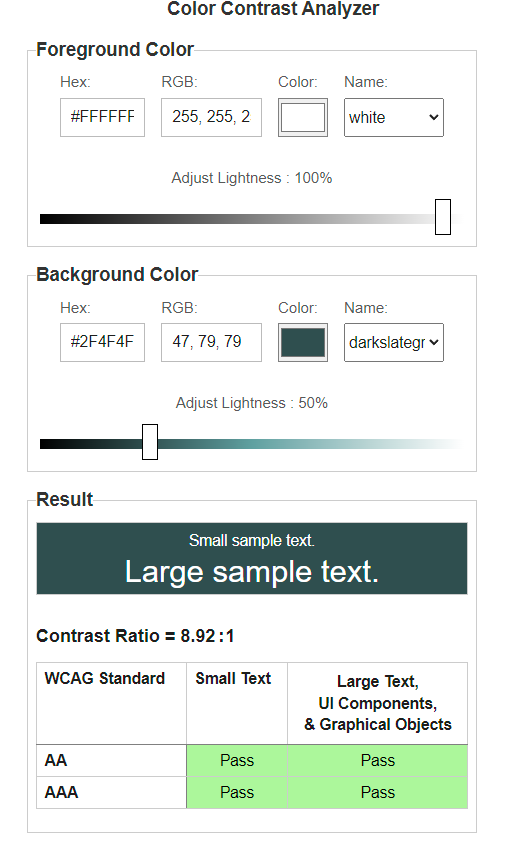 Color Contrast Analyzer
Foreground Color
Hex: RGB: Color: Name:
#FFFFFF 255, 255, 2 white
Adjust Lightness : 100%
Background Color
Hex: RGB: Color: Name:
#2F4F4F 47, 79, 79 darkslategr
Adjust Lightness : 50%
Result
Small sample text.
Large sample text.
Contrast Ratio = 8.92:1
WCAG Standard Small Text Large Text,
UI Components,
& Graphical Objects
AA Pass Pass
AAA Pass Pass